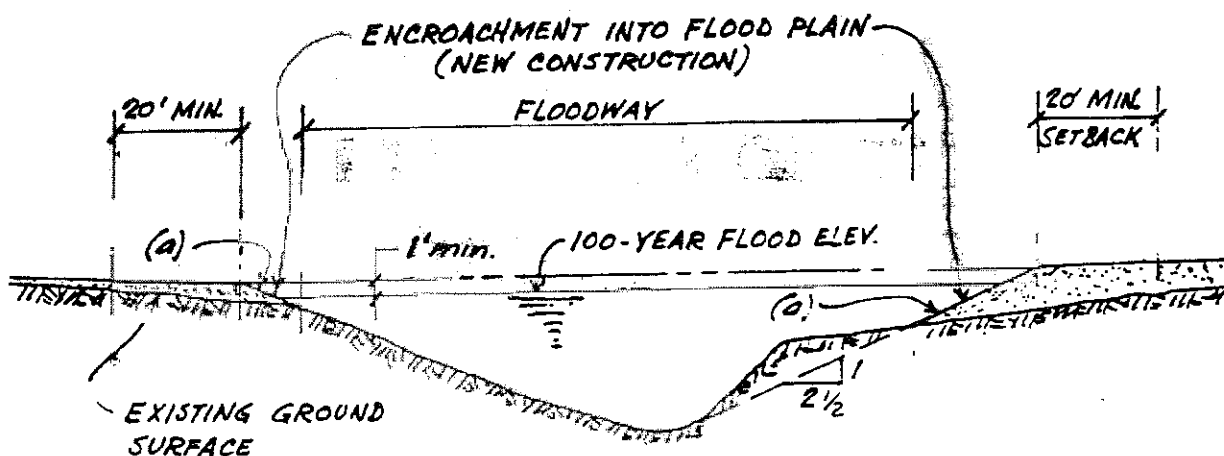 ENCROACHMENT INTO FLOOD PLAIN
(NEW CONSTRUCTION)
20' MIN.
FLOODWAY
20' MIN.
SETBACK
(a)
1' min.
100-YEAR FLOOD ELEV.
(a)
1
2 1/2
EXISTING GROUND
SURFACE